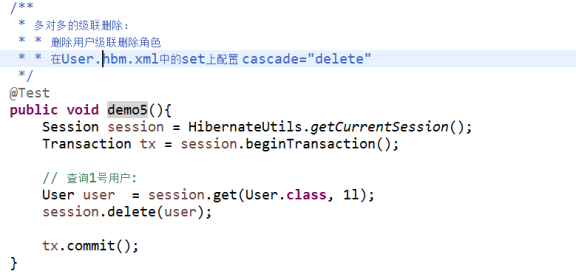 /**
 * 多对多的级联删除:
 * * 删除用户级联删除角色
 * * 在User.hbm.xml中的set上配置 cascade="delete"
 */
@Test
public void demo5(){
    Session session = HibernateUtils.getCurrentSession();
    Transaction tx = session.beginTransaction();

    // 查询1号用户:
    User user  = session.get(User.class, 1l);
    session.delete(user);

    tx.commit();
}